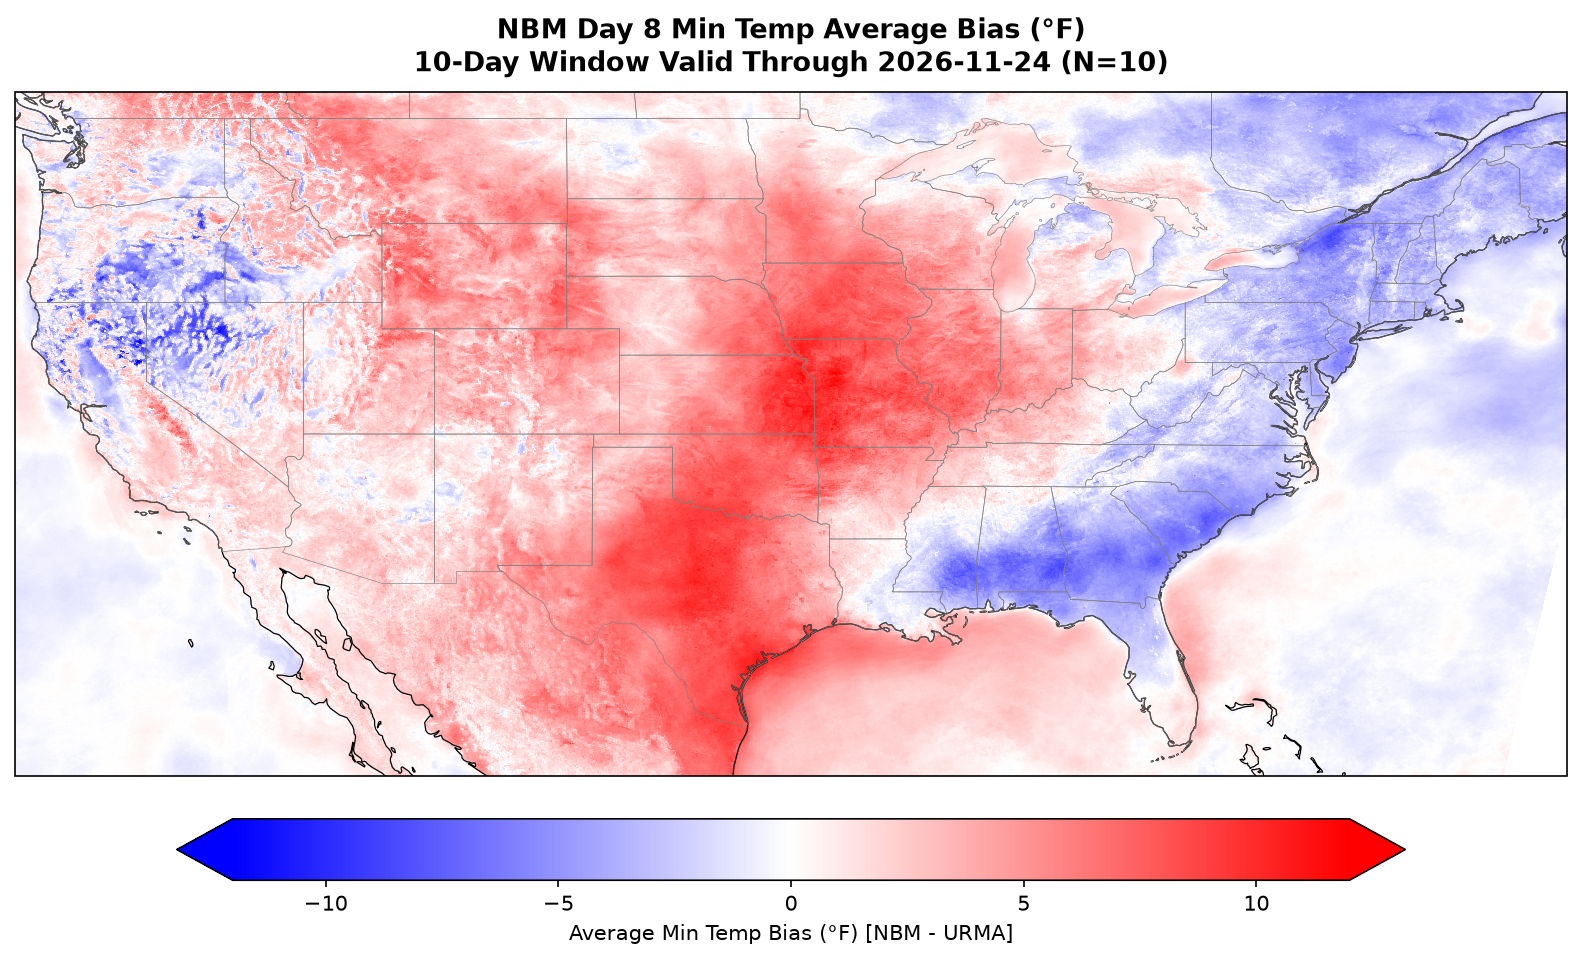 NBM Day 8 Min Temp Average Bias (°F)
10-Day Window Valid Through 2026-11-24 (N=10)
−10 −5 0 5 10
Average Min Temp Bias (°F) [NBM - URMA]